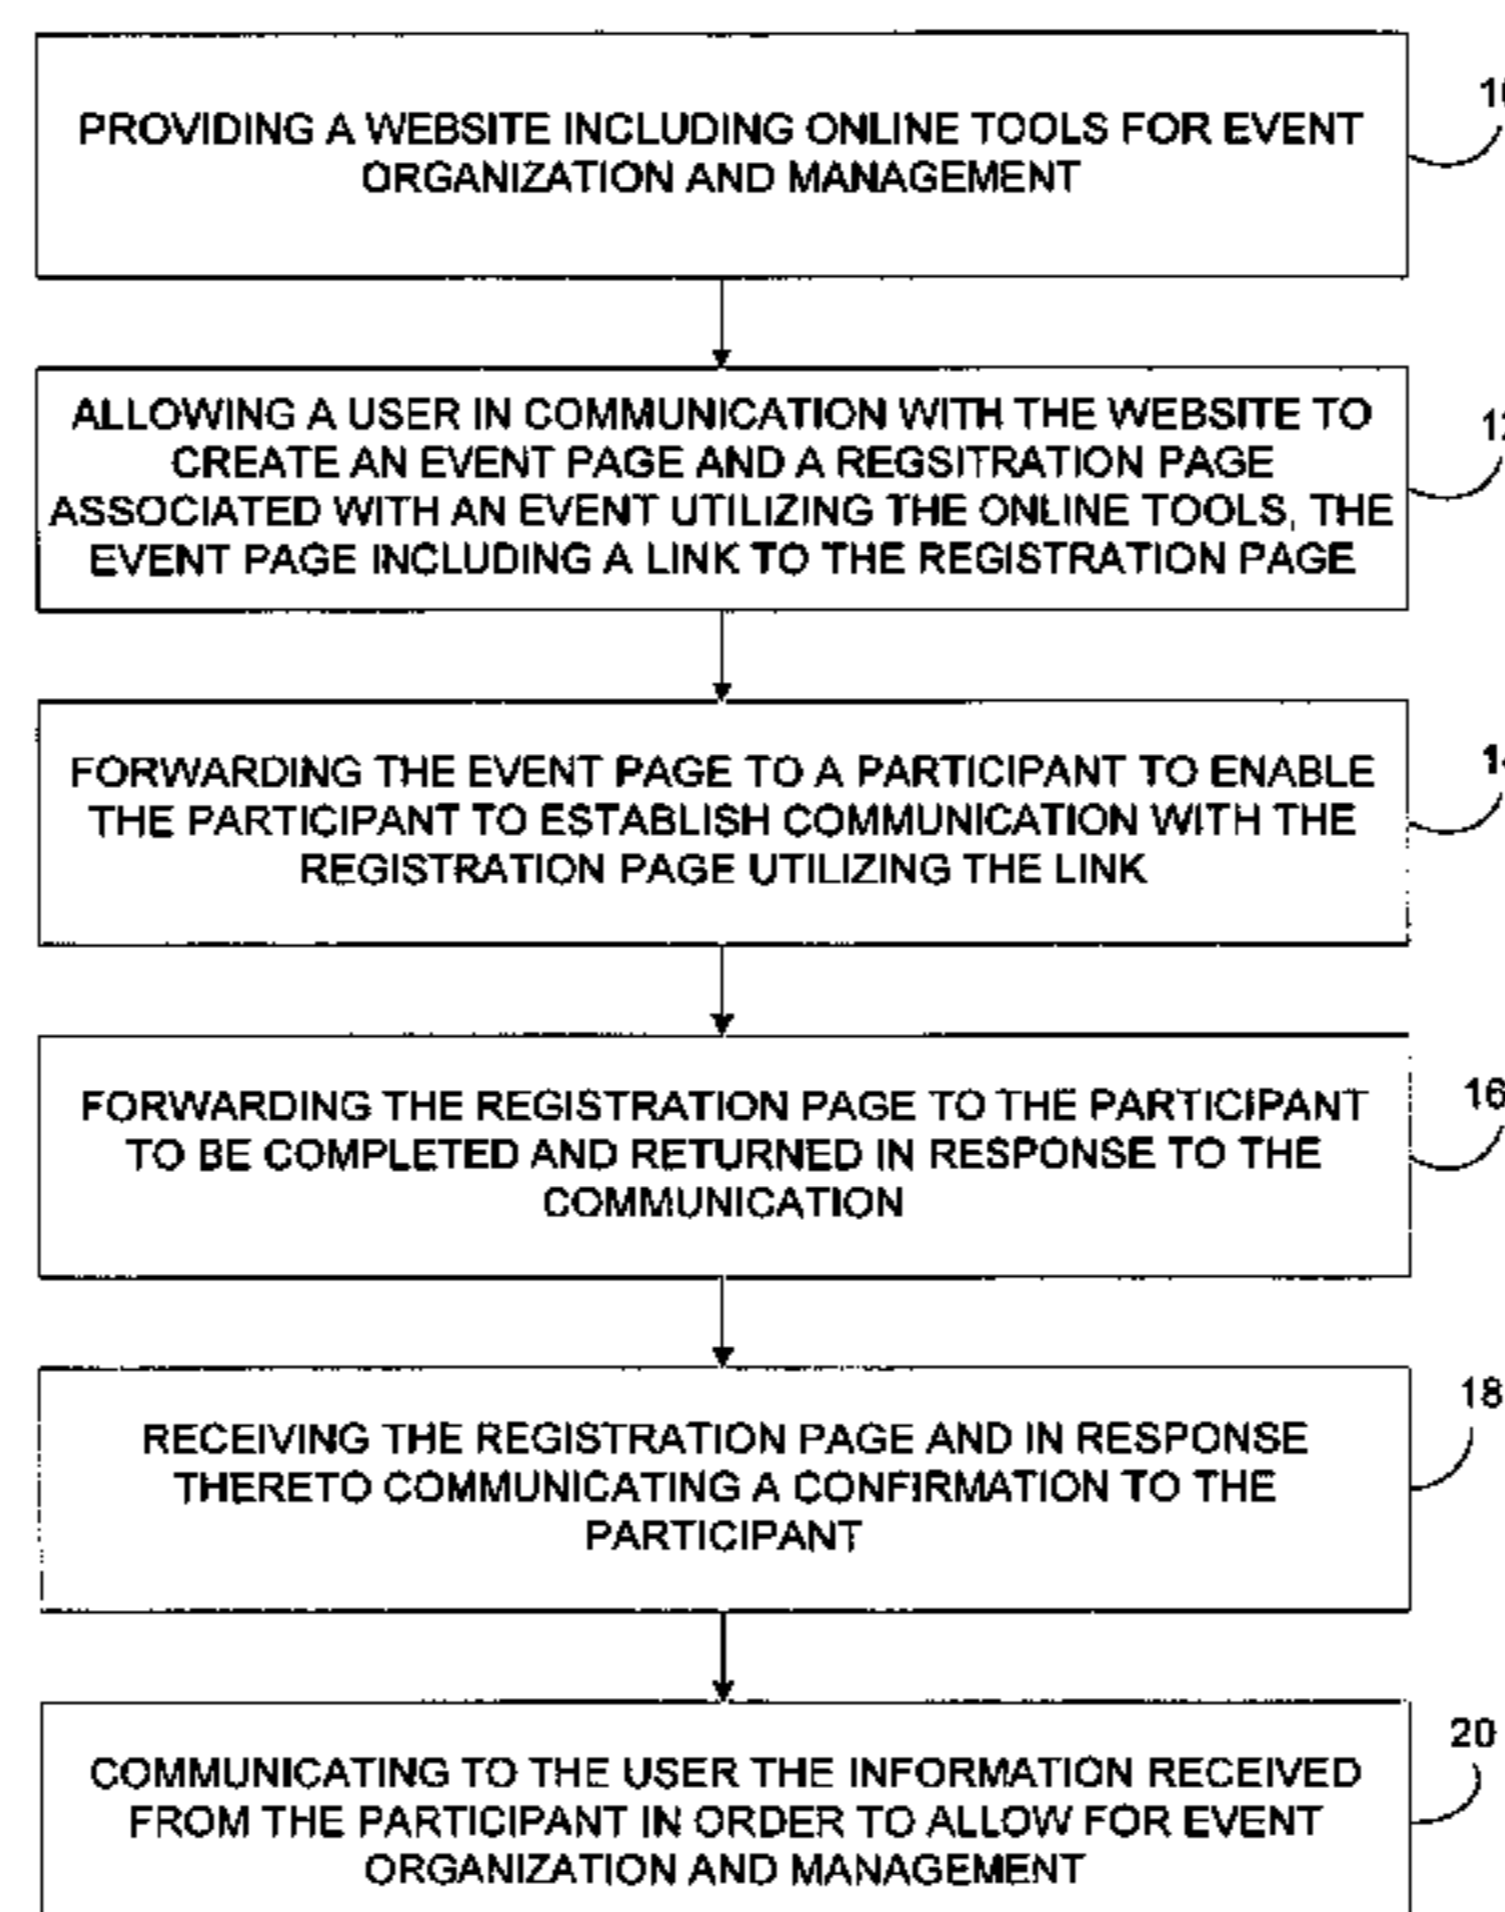 PROVIDING A WEBSITE INCLUDING ONLINE TOOLS FOR EVENT
ORGANIZATION AND MANAGEMENT
ALLOWING A USER IN COMMUNICATION WITH THE WEBSITE TO
CREATE AN EVENT PAGE AND A REGSITRATION PAGE
ASSOCIATED WITH AN EVENT UTILIZING THE ONLINE TOOLS, THE
EVENT PAGE INCLUDING A LINK TO THE REGISTRATION PAGE
FORWARDING THE EVENT PAGE TO A PARTICIPANT TO ENABLE
THE PARTICIPANT TO ESTABLISH COMMUNICATION WITH THE
REGISTRATION PAGE UTILIZING THE LINK
FORWARDING THE REGISTRATION PAGE TO THE PARTICIPANT
TO BE COMPLETED AND RETURNED IN RESPONSE TO THE
COMMUNICATION
16
RECEIVING THE REGISTRATION PAGE AND IN RESPONSE
THERETO COMMUNICATING A CONFIRMATION TO THE
PARTICIPANT
18
COMMUNICATING TO THE USER THE INFORMATION RECEIVED
FROM THE PARTICIPANT IN ORDER TO ALLOW FOR EVENT
ORGANIZATION AND MANAGEMENT
20